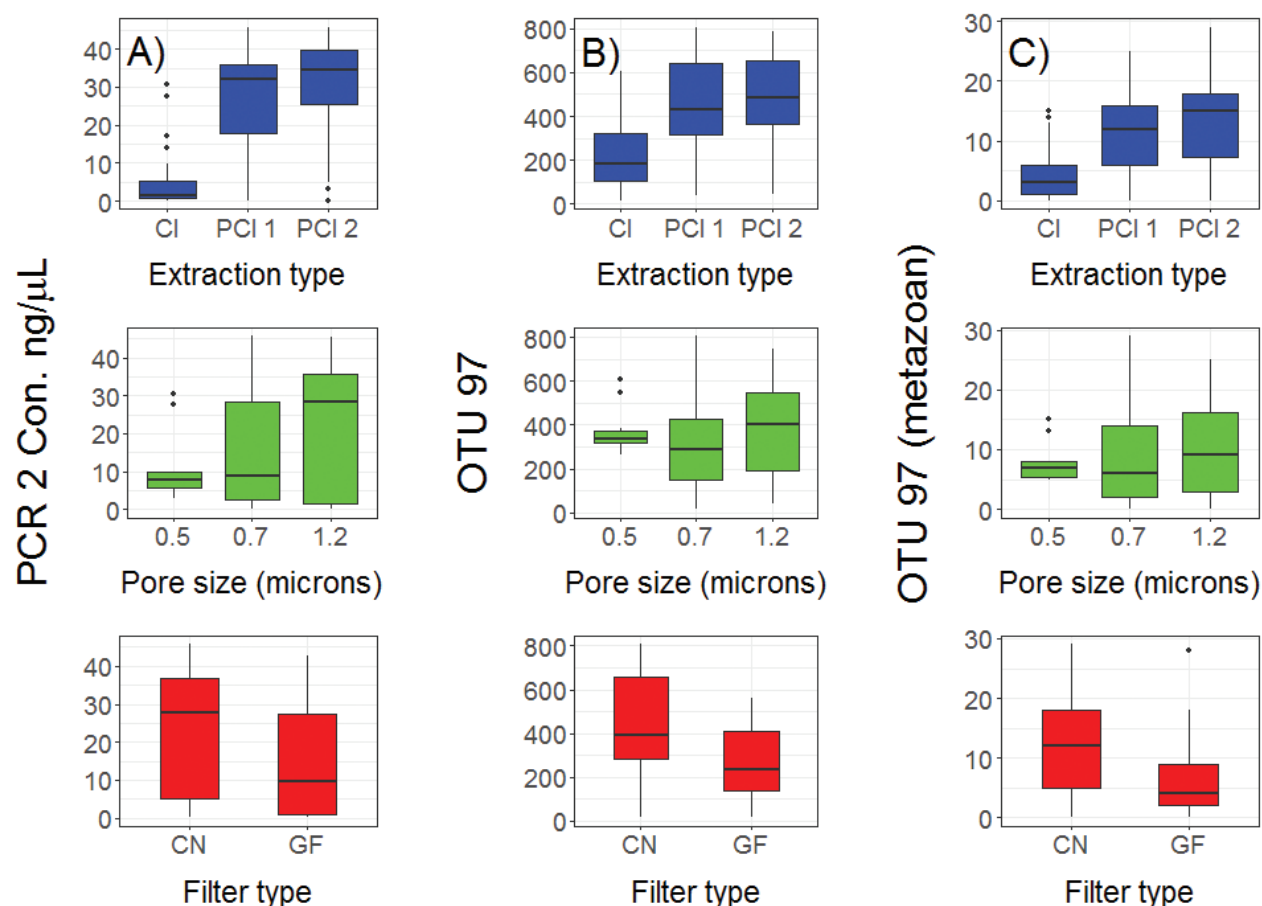 PCR 2 Con. ng/μL
A)
40
30
20
10
0
CI PCI 1 PCI 2
Extraction type
40
30
20
10
0
0.5 0.7 1.2
Pore size (microns)
40
30
20
10
0
CN GF
Filter type
OTU 97
B)
800
600
400
200
0
CI PCI 1 PCI 2
Extraction type
800
600
400
200
0
0.5 0.7 1.2
Pore size (microns)
800
600
400
200
0
CN GF
Filter type
OTU 97 (metazoan)
C)
30
20
10
0
CI PCI 1 PCI 2
Extraction type
30
20
10
0
0.5 0.7 1.2
Pore size (microns)
30
20
10
0
CN GF
Filter type